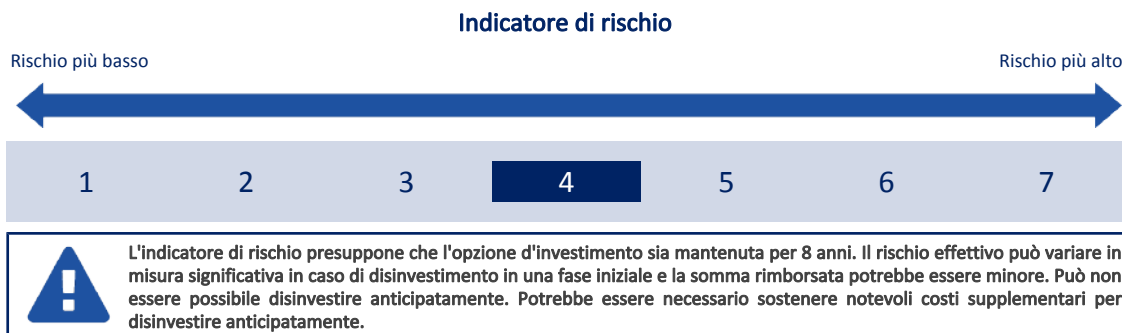 Indicatore di rischio
Rischio più basso
Rischio più alto
1 2 3 4 5 6 7
L'indicatore di rischio presuppone che l'opzione d'investimento sia mantenuta per 8 anni. Il rischio effettivo può variare in
misura significativa in caso di disinvestimento in una fase iniziale e la somma rimborsata potrebbe essere minore. Può non
essere possibile disinvestire anticipatamente. Potrebbe essere necessario sostenere notevoli costi supplementari per
disinvestire anticipatamente.